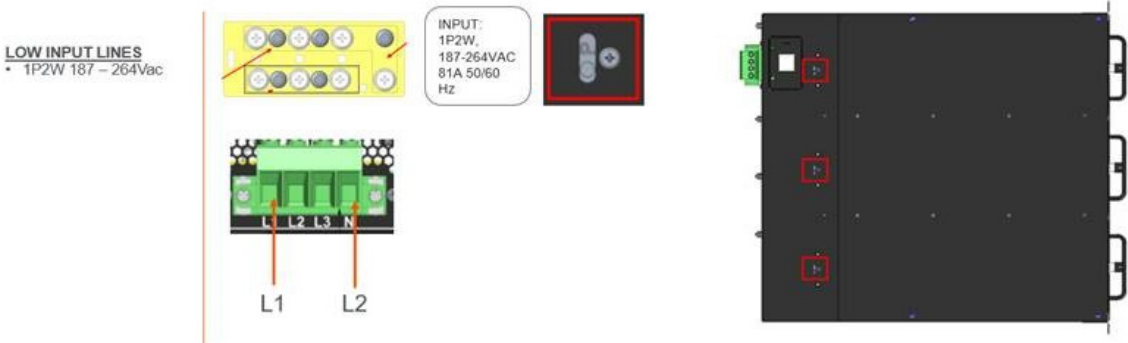 LOW INPUT LINES
• 1P2W 187 – 264Vac
INPUT:
1P2W,
187-264VAC
81A 50/60
Hz
L1 L2 L3 N
L1 L2